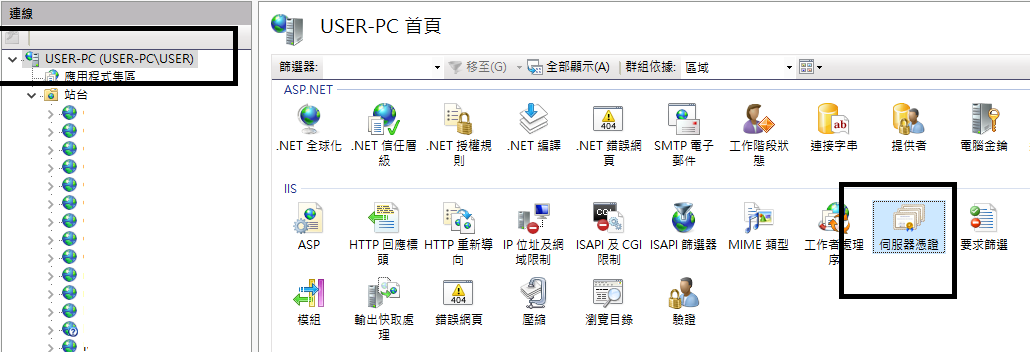 連線
USER-PC (USER-PC\USER)
應用程式集區
站台
USER-PC 首頁
篩選器: 移至(G) 全部顯示(A) 群組依據: 區域
ASP.NET
.NET 全球化
.NET 信任層級
.NET 授權規則
.NET 編譯
.NET 錯誤網頁
SMTP 電子郵件
工作階段狀態
連接字串
提供者
電腦金鑰
IIS
ASP
HTTP 回應標頭
HTTP 重新導向
IP 位址及網域限制
ISAPI 及 CGI 限制
ISAPI 篩選器
MIME 類型
工作者處理序
伺服器憑證
要求篩選
模組
輸出快取處理
錯誤網頁
壓縮
瀏覽目錄
驗證